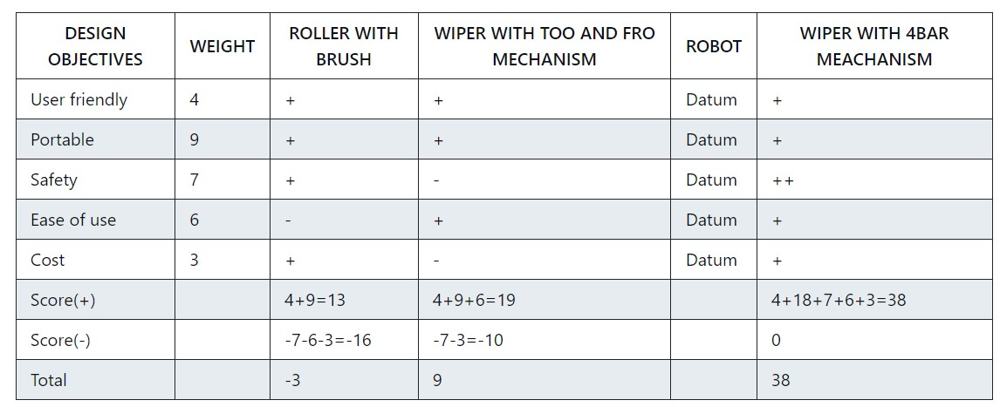 DESIGN OBJECTIVES | WEIGHT | ROLLER WITH BRUSH | WIPER WITH TOO AND FRO MECHANISM | ROBOT | WIPER WITH 4BAR MEACHANISM
User friendly | 4 | + | + | Datum | +
Portable | 9 | + | + | Datum | +
Safety | 7 | + | - | Datum | ++
Ease of use | 6 | - | + | Datum | +
Cost | 3 | + | - | Datum | +
Score(+) | | 4+9=13 | 4+9+6=19 | | 4+18+7+6+3=38
Score(-) | | -7-6-3=-16 | -7-3=-10 | | 0
Total | | -3 | 9 | | 38